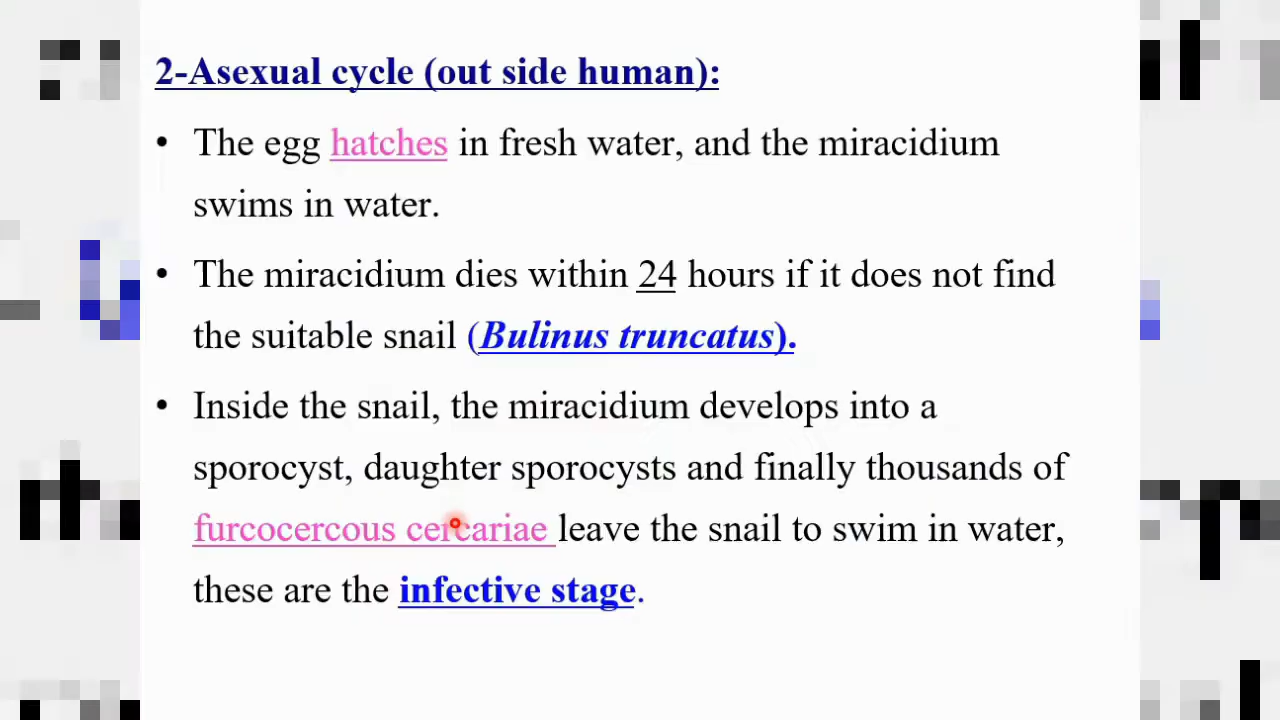 2-Asexual cycle (out side human):
• The egg hatches in fresh water, and the miracidium
swims in water.
• The miracidium dies within 24 hours if it does not find
the suitable snail (Bulinus truncatus).
• Inside the snail, the miracidium develops into a
sporocyst, daughter sporocysts and finally thousands of
furcocercous cercariae leave the snail to swim in water,
these are the infective stage.